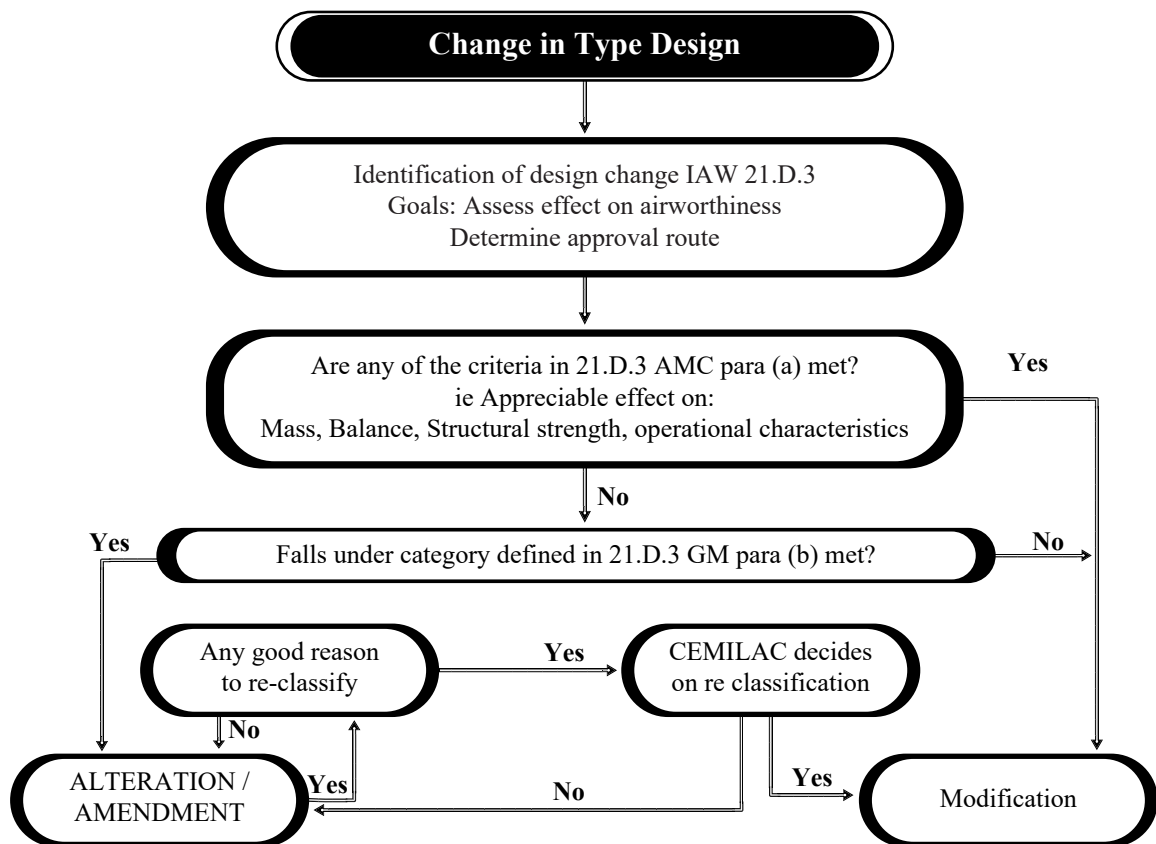 Change in Type Design
Identification of design change IAW 21.D.3
Goals: Assess effect on airworthiness
Determine approval route
Are any of the criteria in 21.D.3 AMC para (a) met?
ie Appreciable effect on:
Mass, Balance, Structural strength, operational characteristics
Yes
No
Yes
Falls under category defined in 21.D.3 GM para (b) met?
No
Any good reason
to re-classify
Yes
CEMILAC decides
on re classification
No
ALTERATION /
AMENDMENT
Yes
No
Yes
Modification